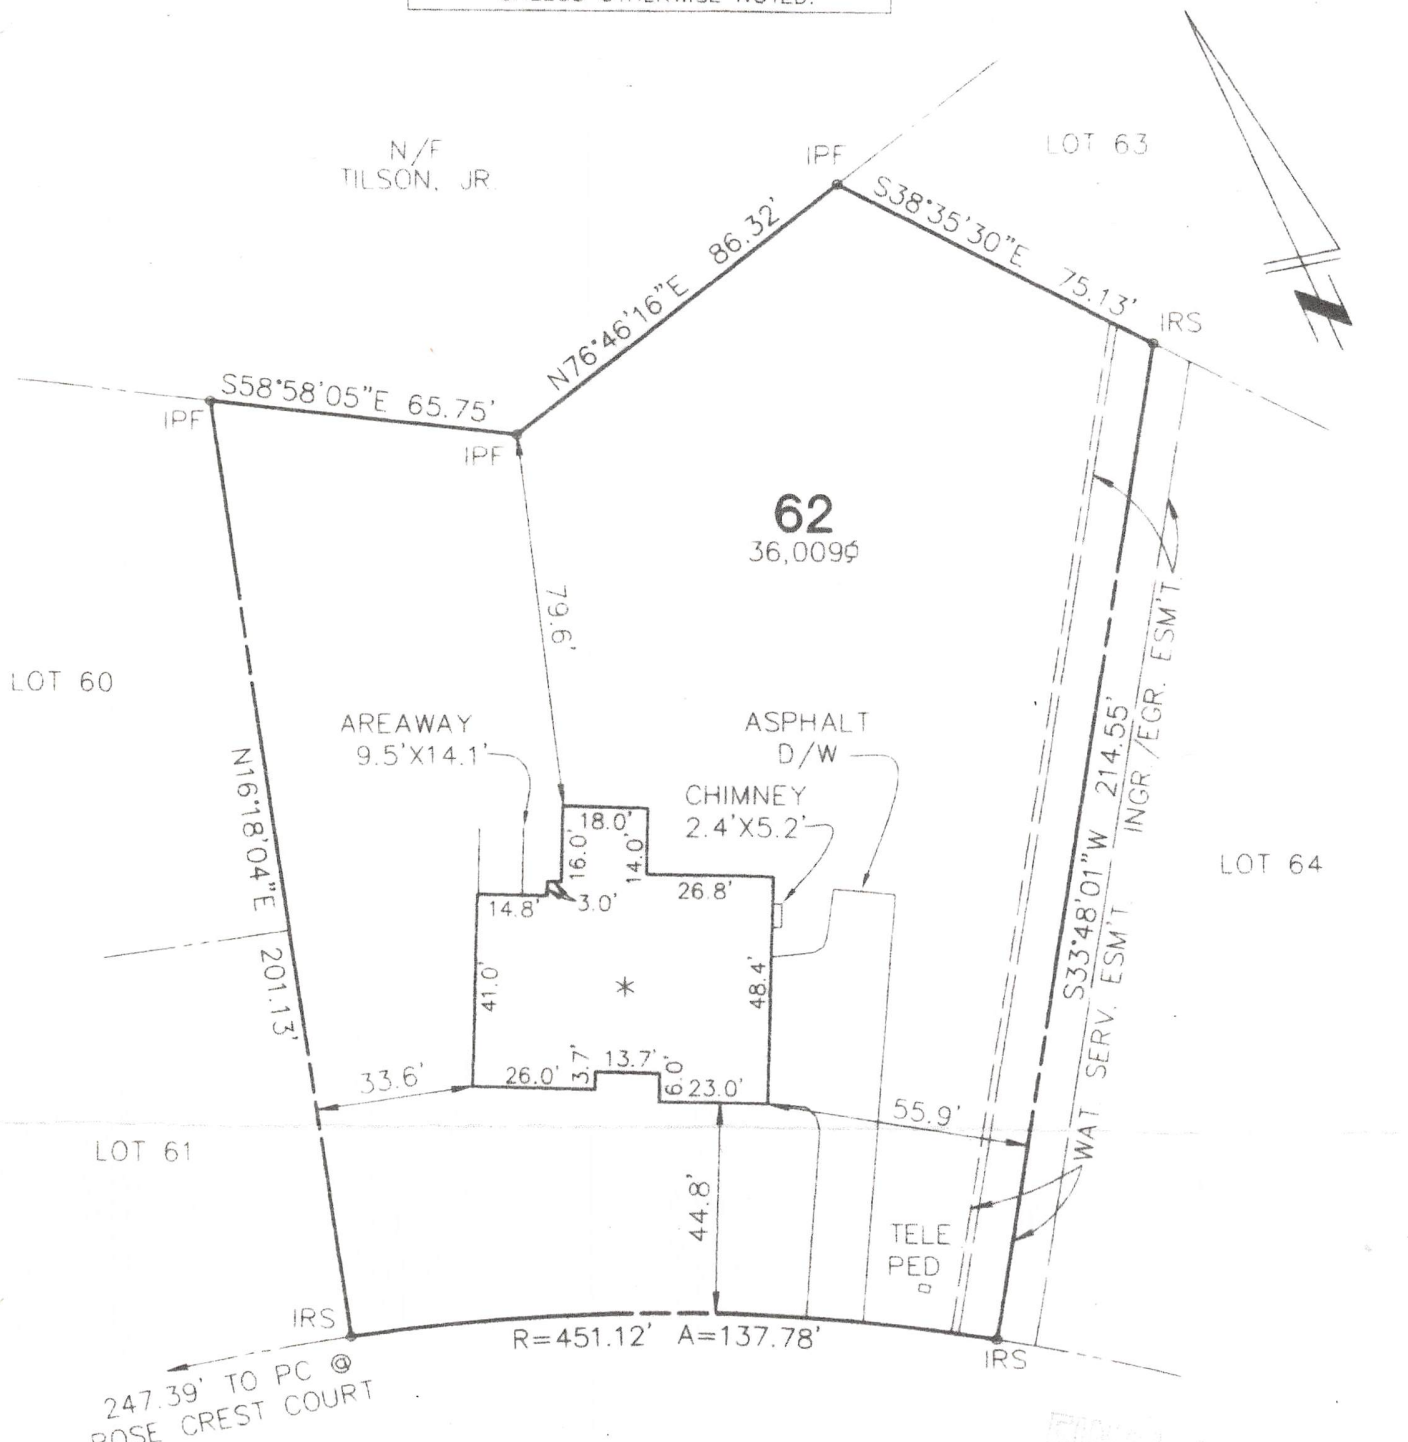 UNLESS OTHERWISE NOTED.
N/F
TILSON, JR.
IPF
LOT 63
S38°35'30"E 75.13'
N76°46'16"E 86.32'
IRS
S58°58'05"E 65.75'
IPF
IPF
62
36,009
79.6'
LOT 60
AREAWAY
9.5'X14.1'
ASPHALT
D/W
CHIMNEY
2.4'X5.2'
S33°48'01"W 214.55'
INGR./EGR. ESM'T.
WAT. SERV. ESM'T.
LOT 64
N16°18'04"E 201.13'
18.0'
16.0'
14.0'
26.8'
14.8'
3.0'
41.0'
48.4'
*
26.0'
3.7'
13.7'
6.0'
23.0'
33.6'
55.9'
LOT 61
44.8'
TELE
PED
IRS
R=451.12' A=137.78'
IRS
247.39' TO PC @
ROSE CREST COURT